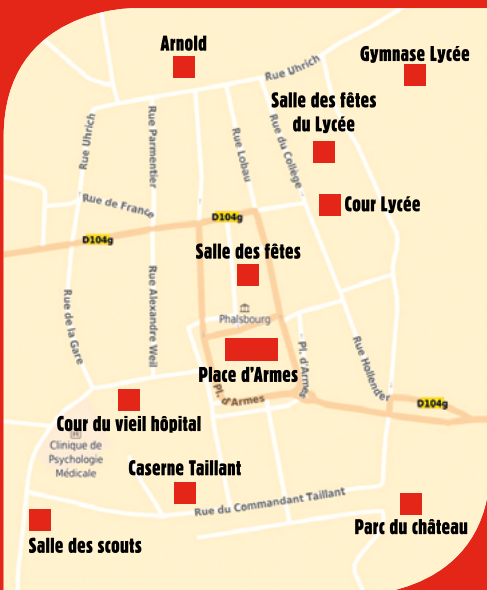 Arnold
Gymnase Lycée
Rue Uhrich
Salle des fêtes
du Lycée
Rue Uhrich
Rue Parmentier
Rue Lobau
Rue du Collège
Rue de France
Cour Lycée
D104g
D104g
Salle des fêtes
Rue de la Gare
Rue Alexandre Weil
Phalsbourg
Place d'Armes
Pl. d'Armes
Rue Hollender
Pl. d'Armes
D104g
Cour du vieil hôpital
Clinique de
Psychologie
Médicale
Caserne Taillant
Rue du Commandant Taillant
Parc du château
Salle des scouts